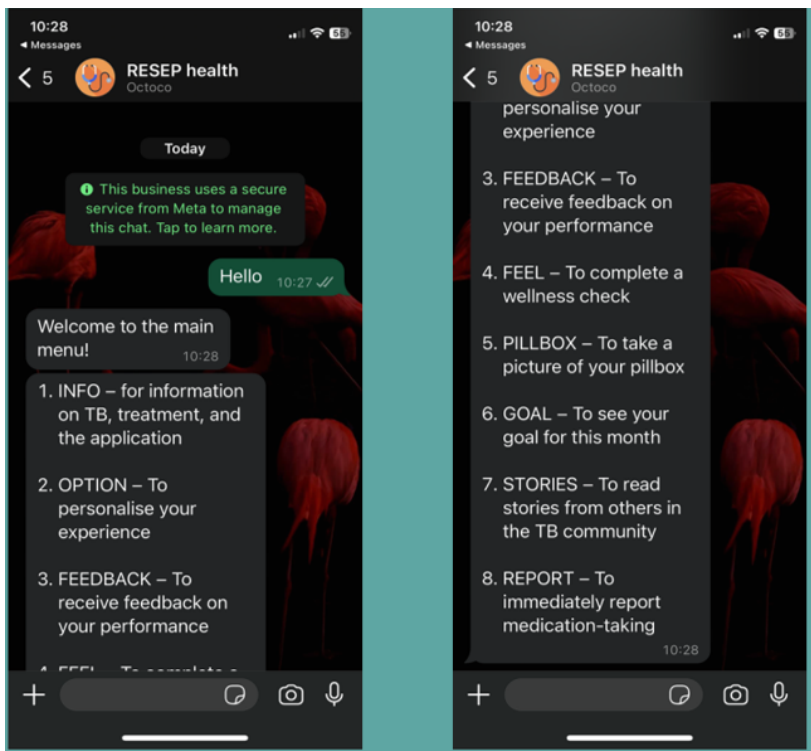 10:28
◀ Messages
55
5
RESEP health
Octoco
Today
This business uses a secure
service from Meta to manage
this chat. Tap to learn more.
Hello 10:27
Welcome to the main
menu! 10:28
1. INFO – for information
on TB, treatment, and
the application
2. OPTION – To
personalise your
experience
3. FEEDBACK – To
receive feedback on
your performance
4. FEEL – To complete a
10:28
◀ Messages
55
5
RESEP health
Octoco
personalise your
experience
3. FEEDBACK – To
receive feedback on
your performance
4. FEEL – To complete a
wellness check
5. PILLBOX – To take a
picture of your pillbox
6. GOAL – To see your
goal for this month
7. STORIES – To read
stories from others in
the TB community
8. REPORT – To
immediately report
medication-taking
10:28